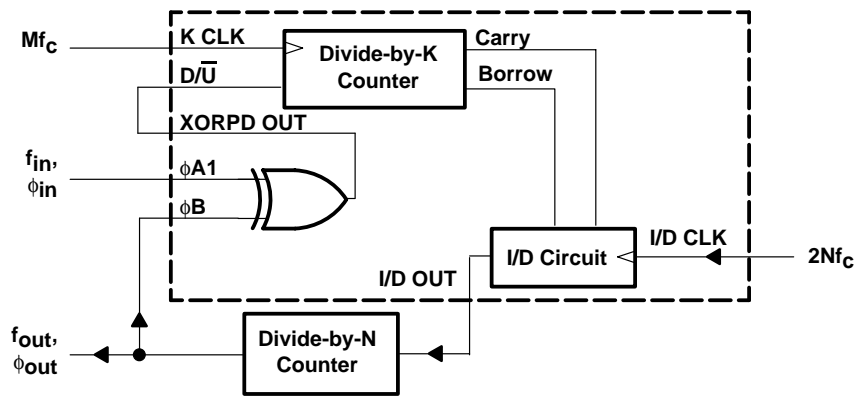 Mfc
K CLK
D/U̅
Divide-by-K
Counter
Carry
Borrow
XORPD OUT
fin,
ϕin
ϕA1
ϕB
I/D Circuit
I/D CLK
2Nfc
I/D OUT
fout,
ϕout
Divide-by-N
Counter